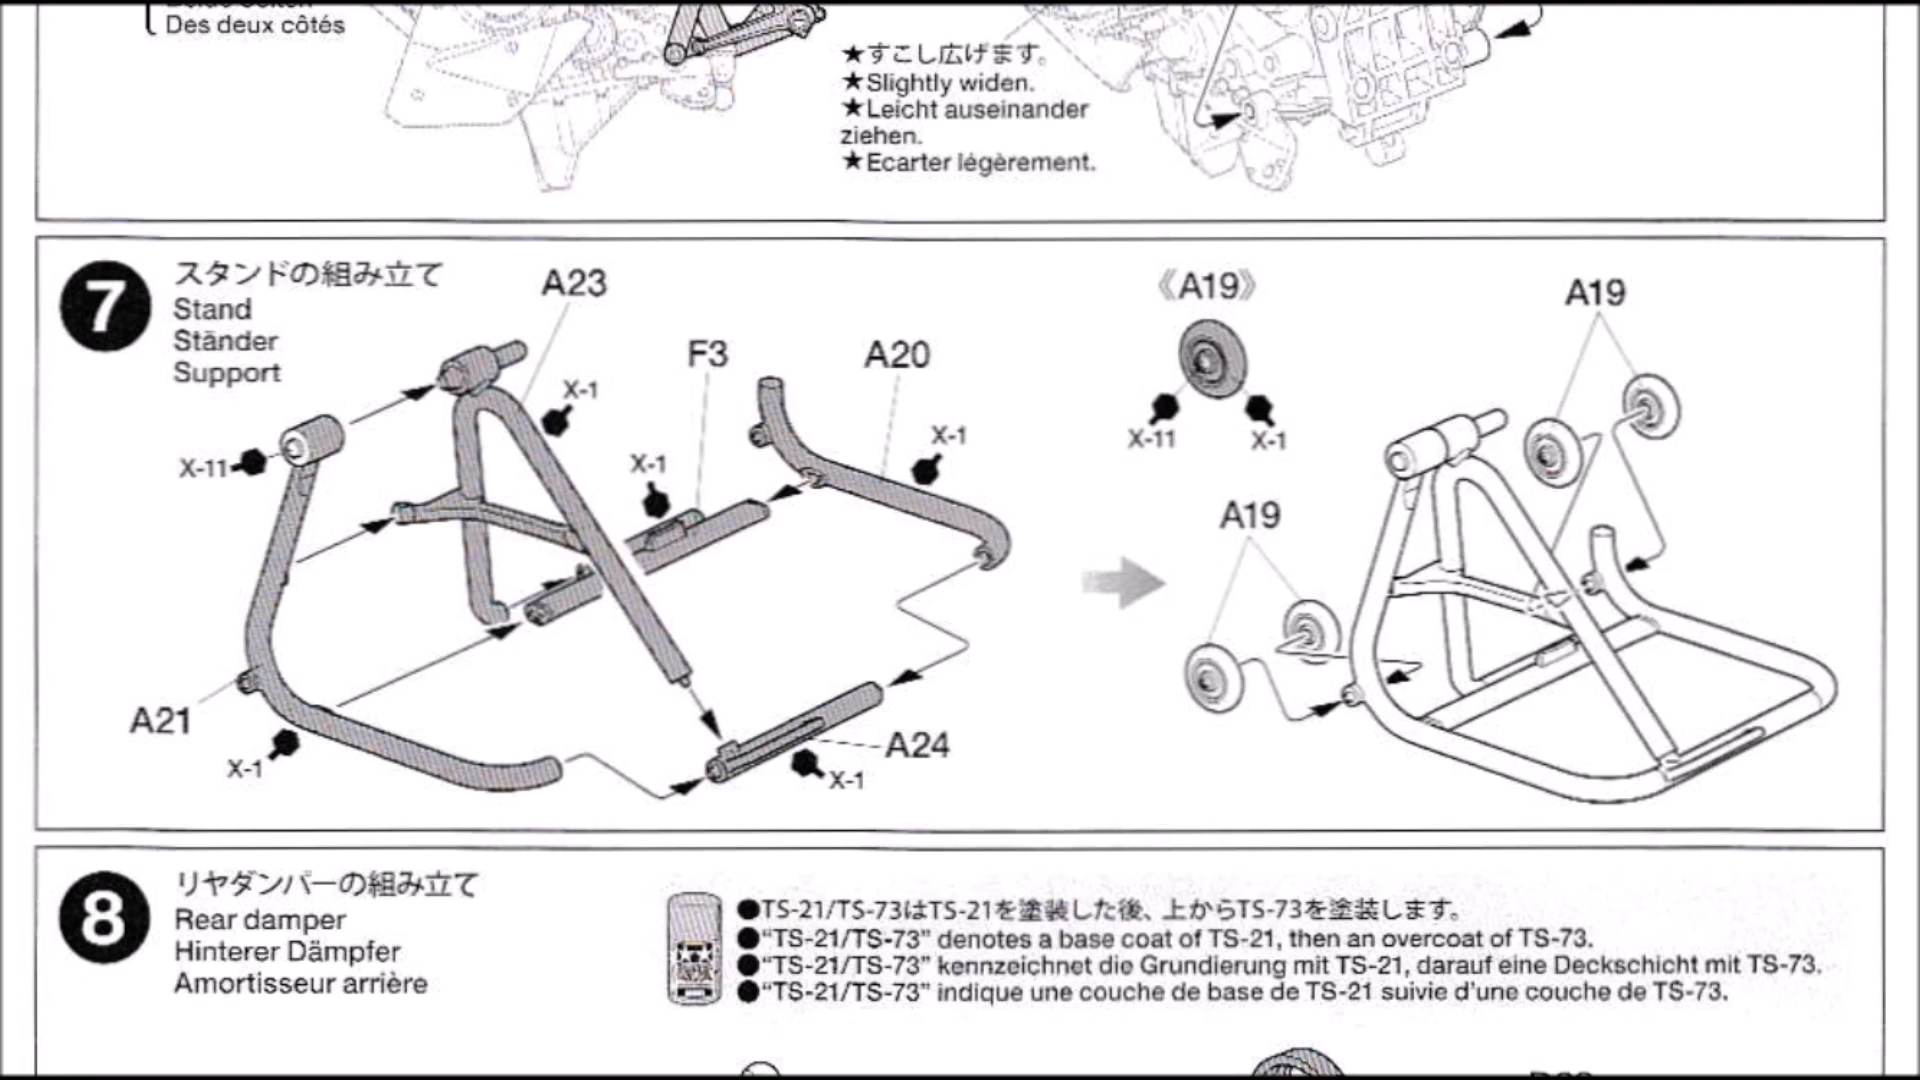 Des deux côtés
★すこし広げます。
★Slightly widen.
★Leicht auseinander
ziehen.
★Ecarter légèrement.
7
スタンドの組み立て
Stand
Ständer
Support
A23
F3
A20
X-1
X-1
X-1
X-11
A21
X-1
A24
X-1
《A19》
X-11
X-1
A19
A19
8
リヤダンパーの組み立て
Rear damper
Hinterer Dämpfer
Amortisseur arrière
●TS-21/TS-73はTS-21を塗装した後、上からTS-73を塗装します。
●“TS-21/TS-73” denotes a base coat of TS-21, then an overcoat of TS-73.
●“TS-21/TS-73” kennzeichnet die Grundierung mit TS-21, darauf eine Deckschicht mit TS-73.
●“TS-21/TS-73” indique une couche de base de TS-21 suivie d'une couche de TS-73.